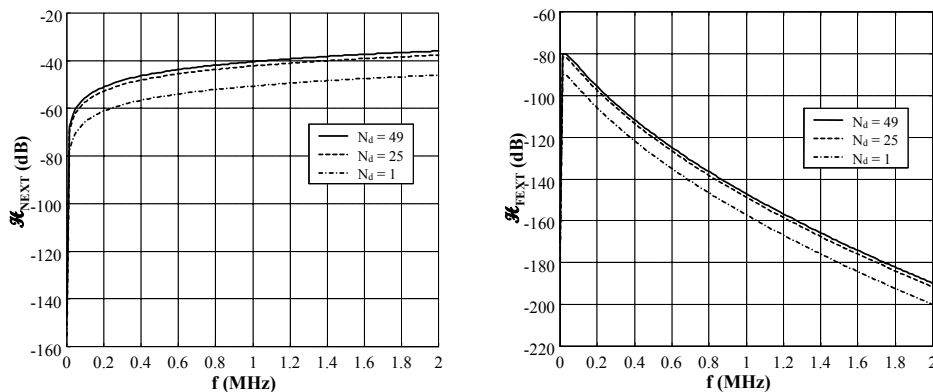 -20
-40
-60
-80
-100
-120
-140
-160
ℋNEXT (dB)
Nd = 49
Nd = 25
Nd = 1
0 0.2 0.4 0.6 0.8 1 1.2 1.4 1.6 1.8 2
f (MHz)
-60
-80
-100
-120
-140
-160
-180
-200
-220
ℋFEXT (dB)
Nd = 49
Nd = 25
Nd = 1
0 0.2 0.4 0.6 0.8 1 1.2 1.4 1.6 1.8 2
f (MHz)